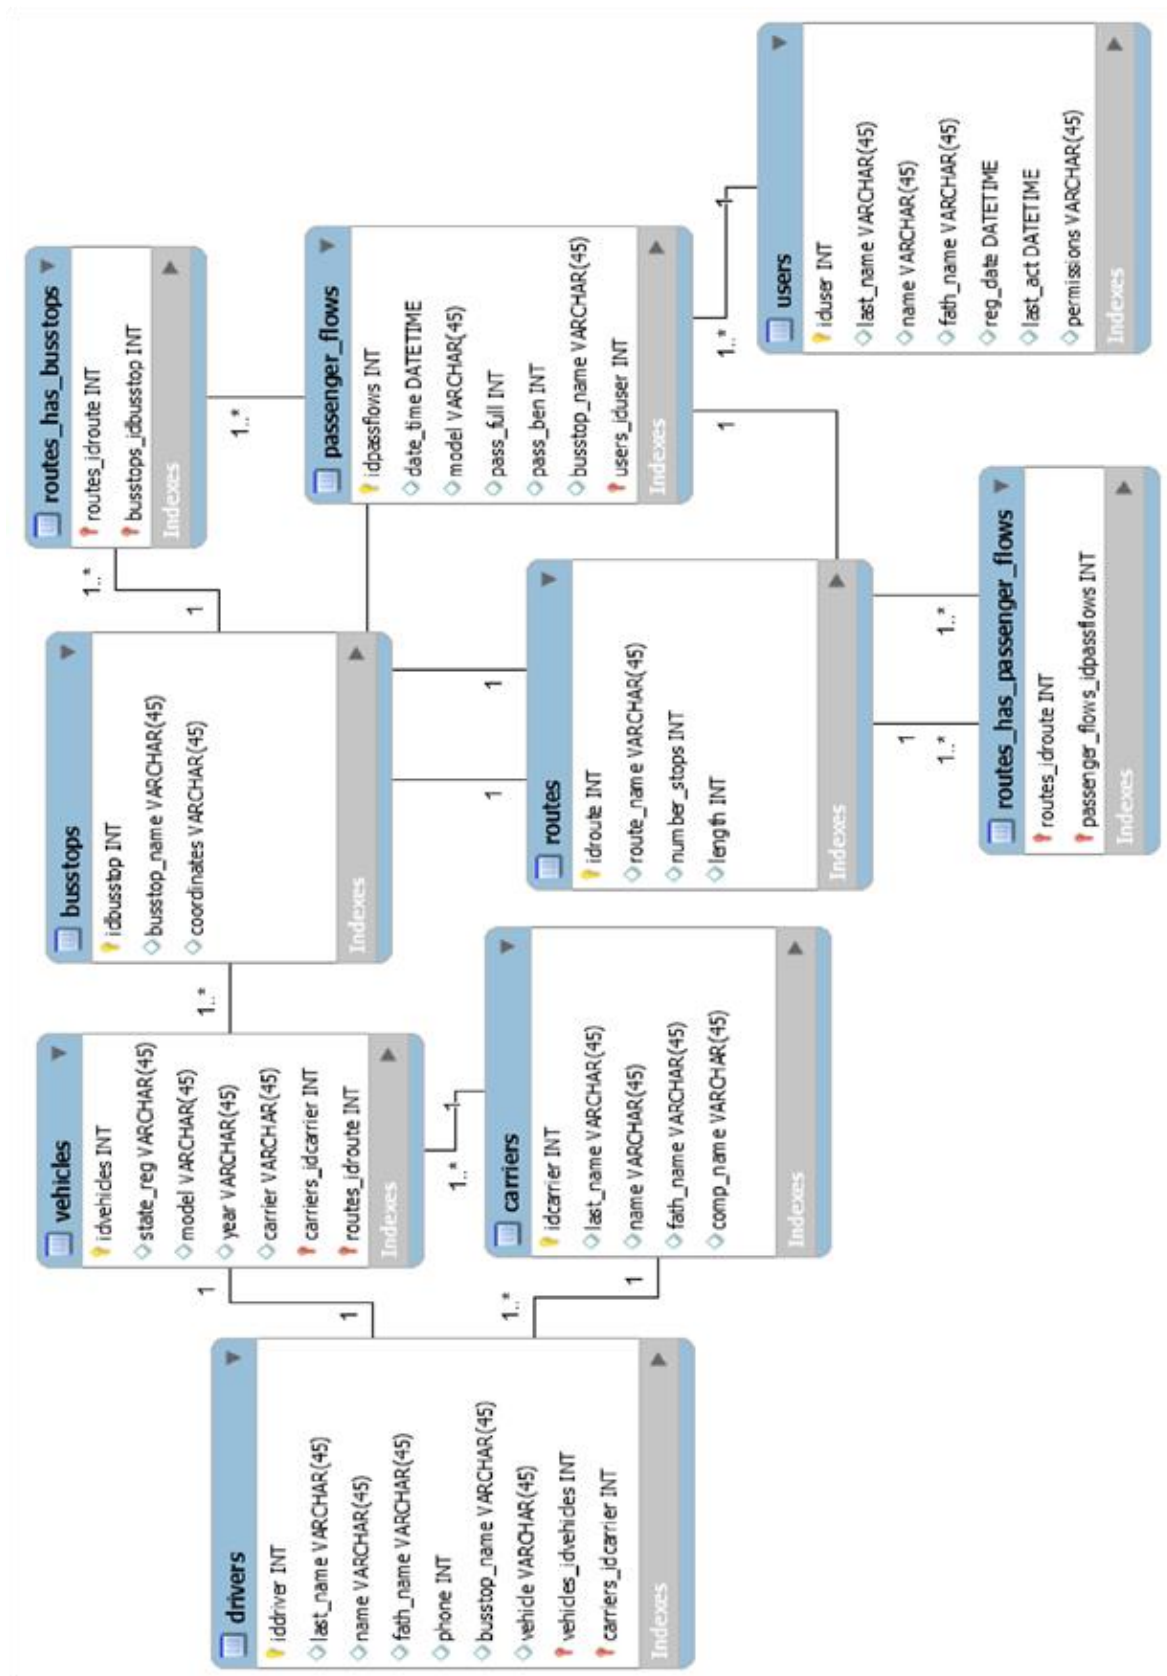 drivers
iddriver INT
last_name VARCHAR(45)
name VARCHAR(45)
fath_name VARCHAR(45)
phone INT
busstop_name VARCHAR(45)
vehicle VARCHAR(45)
vehicles_idvehicles INT
carriers_idcarrier INT
Indexes
1
1
1..*
1
vehicles
idvehicles INT
state_reg VARCHAR(45)
model VARCHAR(45)
year VARCHAR(45)
carrier VARCHAR(45)
carriers_idcarrier INT
routes_idroute INT
Indexes
1..*
1..*
1
carriers
idcarrier INT
last_name VARCHAR(45)
name VARCHAR(45)
fath_name VARCHAR(45)
comp_name VARCHAR(45)
Indexes
busstops
idbusstop INT
busstop_name VARCHAR(45)
coordinates VARCHAR(45)
Indexes
1
1..*
1
1
routes
idroute INT
route_name VARCHAR(45)
number_stops INT
length INT
Indexes
1
1..*
1..*
routes_has_passenger_flows
routes_idroute INT
passenger_flows_idpassflows INT
Indexes
routes_has_busstops
routes_idroute INT
busstops_idbusstop INT
Indexes
1..*
passenger_flows
idpassflows INT
date_time DATETIME
model VARCHAR(45)
pass_full INT
pass_ben INT
busstop_name VARCHAR(45)
users_iduser INT
Indexes
1
1..*
1
users
iduser INT
last_name VARCHAR(45)
name VARCHAR(45)
fath_name VARCHAR(45)
reg_date DATETIME
last_act DATETIME
permissions VARCHAR(45)
Indexes